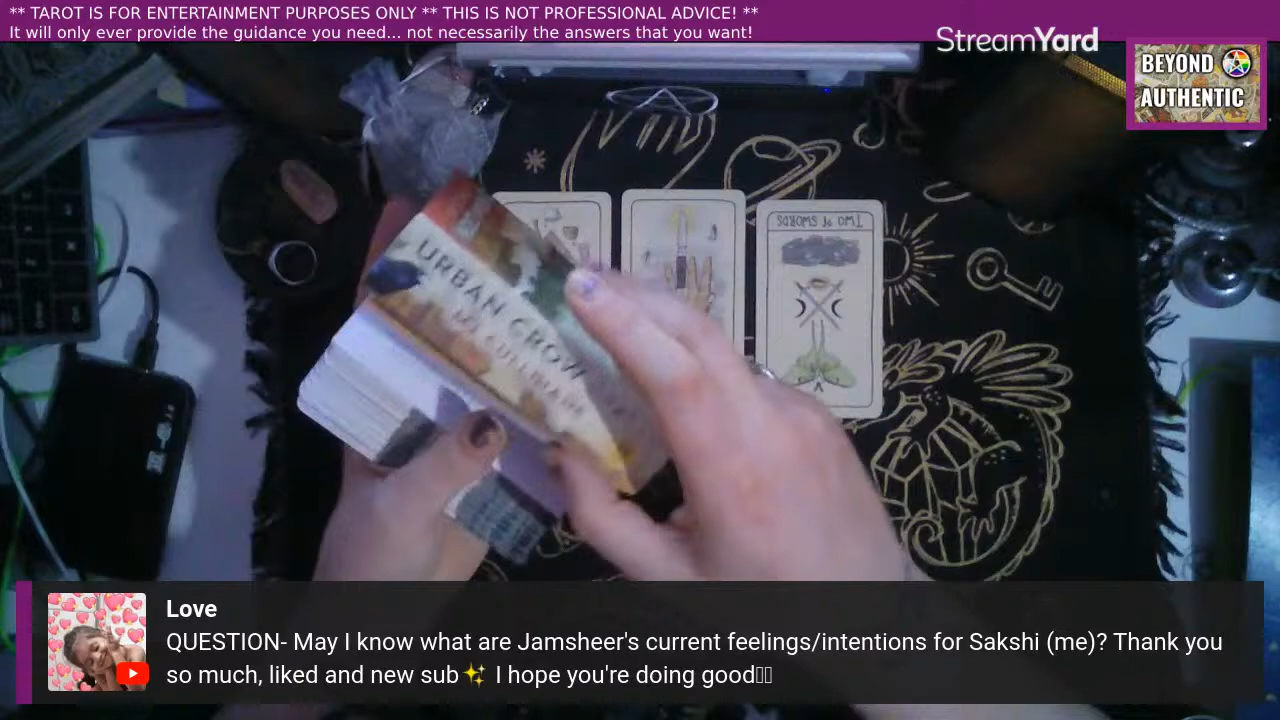 ** TAROT IS FOR ENTERTAINMENT PURPOSES ONLY ** THIS IS NOT PROFESSIONAL ADVICE! **
It will only ever provide the guidance you need... not necessarily the answers that you want!
StreamYard
BEYOND
AUTHENTIC
TWO OF SWORDS
URBAN CROW
Love
QUESTION- May I know what are Jamsheer's current feelings/intentions for Sakshi (me)? Thank you
so much, liked and new sub✨ I hope you're doing good